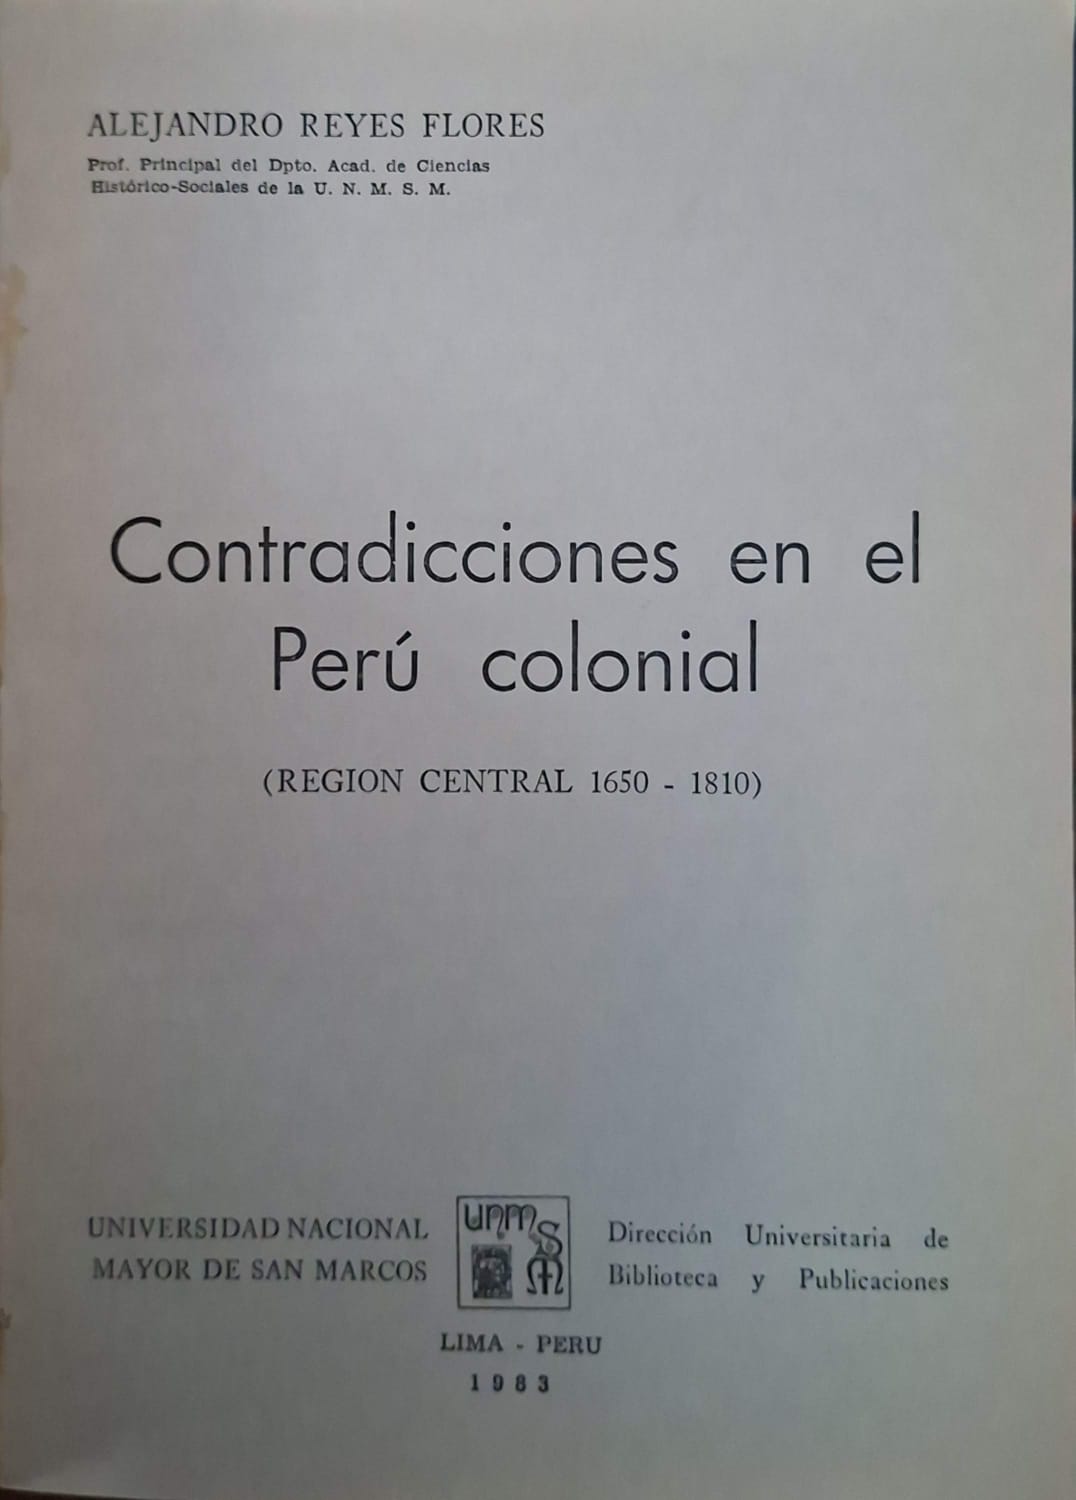 ALEJANDRO REYES FLORES
Prof. Principal del Dpto. Acad. de Ciencias
Histórico-Sociales de la U. N. M. S. M.
Contradicciones en el
Perú colonial
(REGION CENTRAL 1650 - 1810)
UNIVERSIDAD NACIONAL
MAYOR DE SAN MARCOS
unmsm
Dirección Universitaria de
Biblioteca y Publicaciones
LIMA - PERU
1983